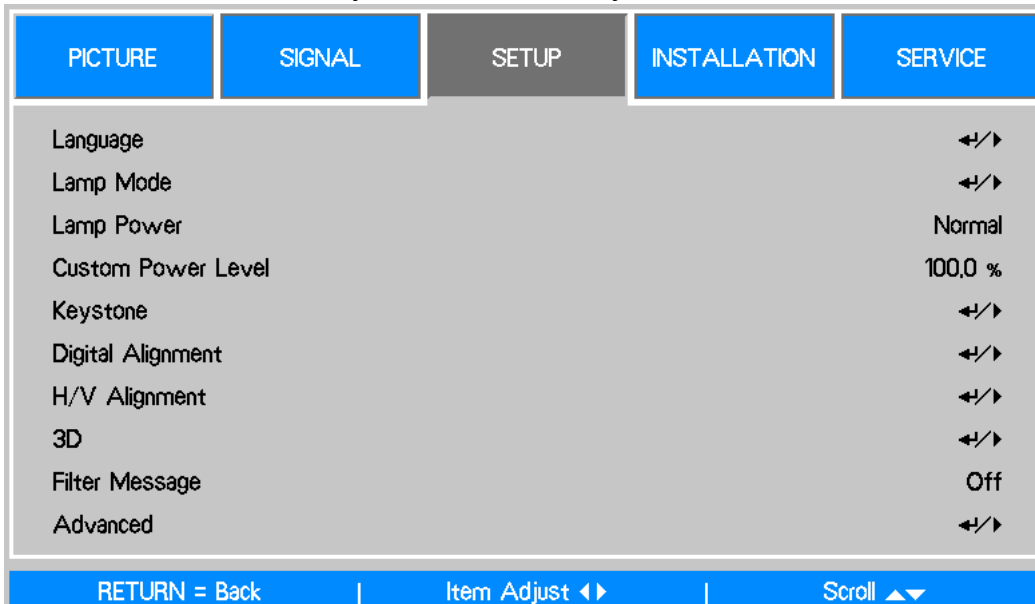 PICTURE SIGNAL SETUP INSTALLATION SERVICE
Language
Lamp Mode
Lamp Power Normal
Custom Power Level 100.0 %
Keystone
Digital Alignment
H/V Alignment
3D
Filter Message Off
Advanced
RETURN = Back | Item Adjust | Scroll